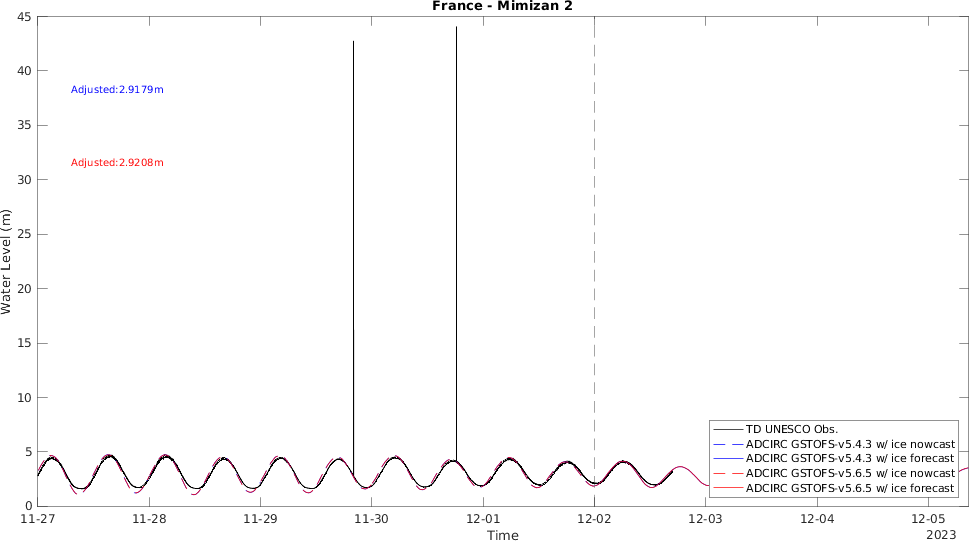 France - Mimizan 2
45
40
35
30
25
20
15
10
5
0
Water Level (m)
Adjusted:2.9179m
Adjusted:2.9208m
TD UNESCO Obs.
ADCIRC GSTOFS-v5.4.3 w/ ice nowcast
ADCIRC GSTOFS-v5.4.3 w/ ice forecast
ADCIRC GSTOFS-v5.6.5 w/ ice nowcast
ADCIRC GSTOFS-v5.6.5 w/ ice forecast
11-27 11-28 11-29 11-30 12-01 12-02 12-03 12-04 12-05
Time
2023